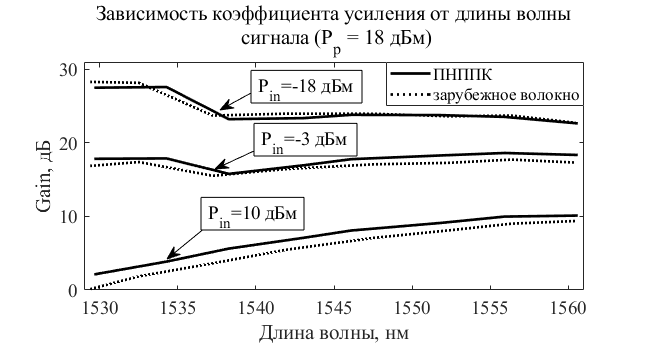 Зависимость коэффициента усиления от длины волны
сигнала (Pp = 18 дБм)
30
20
10
0
Gain, дБ
Pin=-18 дБм
Pin=-3 дБм
Pin=10 дБм
ПНППК
зарубежное волокно
1530 1535 1540 1545 1550 1555 1560
Длина волны, нм